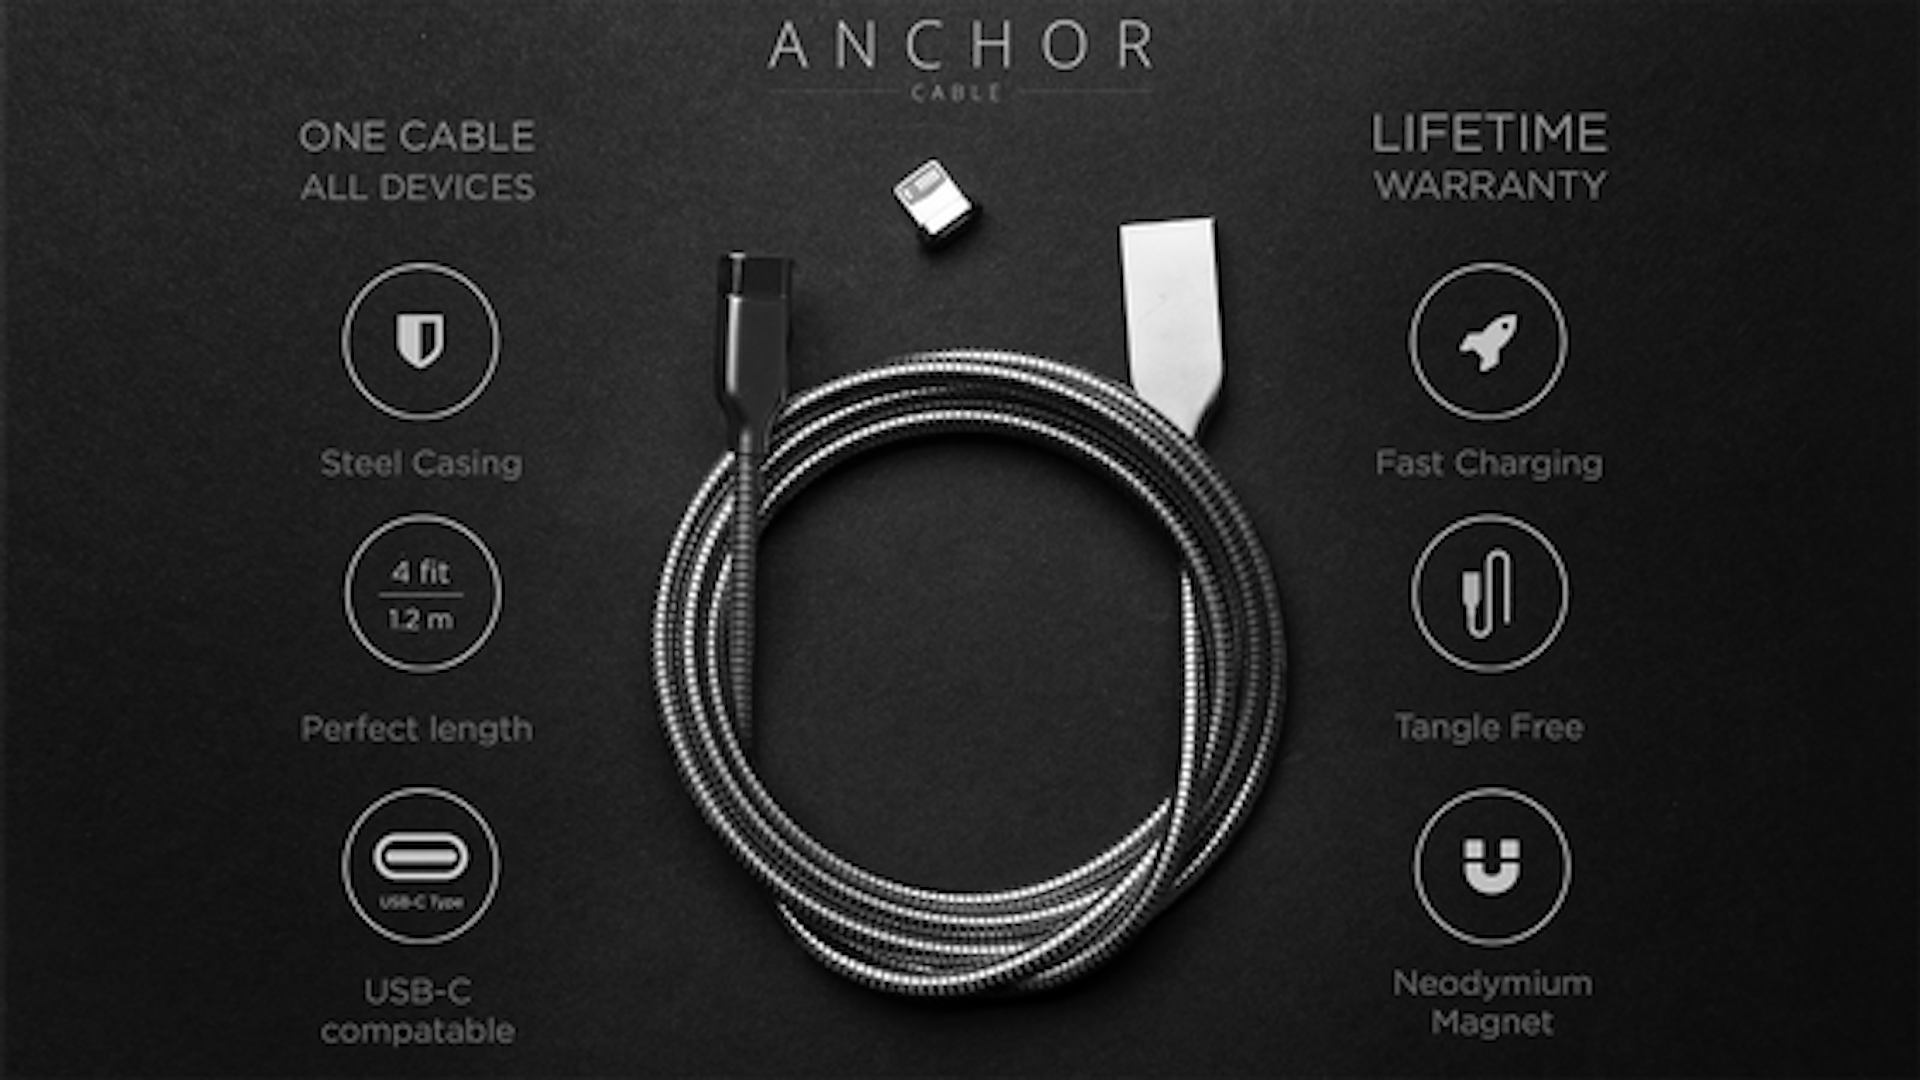 ANCHOR
CABLE
ONE CABLE
ALL DEVICES
Steel Casing
4 fit
1.2 m
Perfect length
USB-C Type
USB-C
compatable
LIFETIME
WARRANTY
Fast Charging
Tangle Free
Neodymium
Magnet